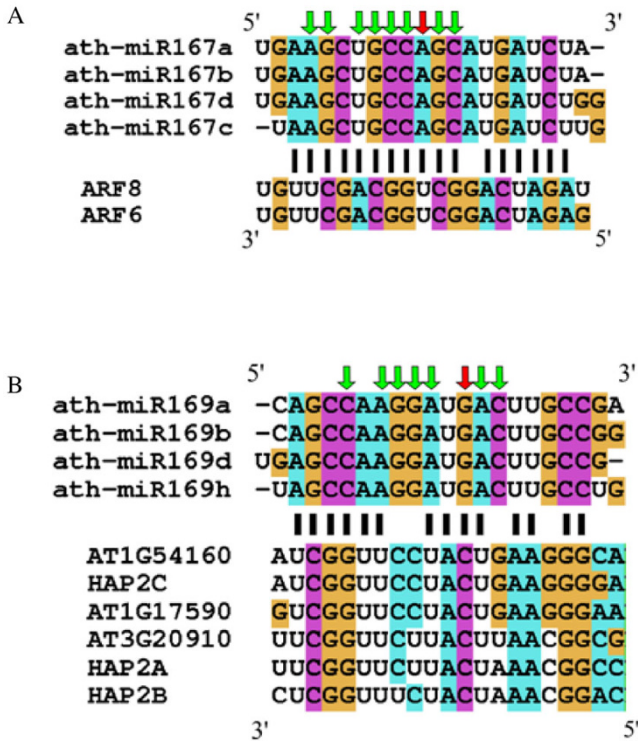 A
5' 3'
ath-miR167a UGAAGCUGCCAGCAUGAUCUA-
ath-miR167b UGAAGCUGCCAGCAUGAUCUA-
ath-miR167d UGAAGCUGCCAGCAUGAUCUGG
ath-miR167c -UAAGCUGCCAGCAUGAUCUUG
ARF8 UGUUCGACGGUCGGACUAGAU
ARF6 UGUUCGACGGUCGGACUAGAG
3' 5'
B
5' 3'
ath-miR169a -CAGCCAAGGAUGACUUGCCGA
ath-miR169b -CAGCCAAGGAUGACUUGCCGG
ath-miR169d UGAGCCAAGGAUGACUUGCCG-
ath-miR169h -UAGCCAAGGAUGACUUGCCUG
AT1G54160 AUCGGUUCCUACUGAAGGGCA
HAP2C AUCGGUUCCUACUGAAGGGGA
AT1G17590 GUCGGUUCCUACUGAAGGGAA
AT3G20910 UUCGGUUCUUACUUAACGGCG
HAP2A UUCGGUUCUUACUAAACGGCC
HAP2B CUCGGUUUCUACUAAACGGAC
3' 5'